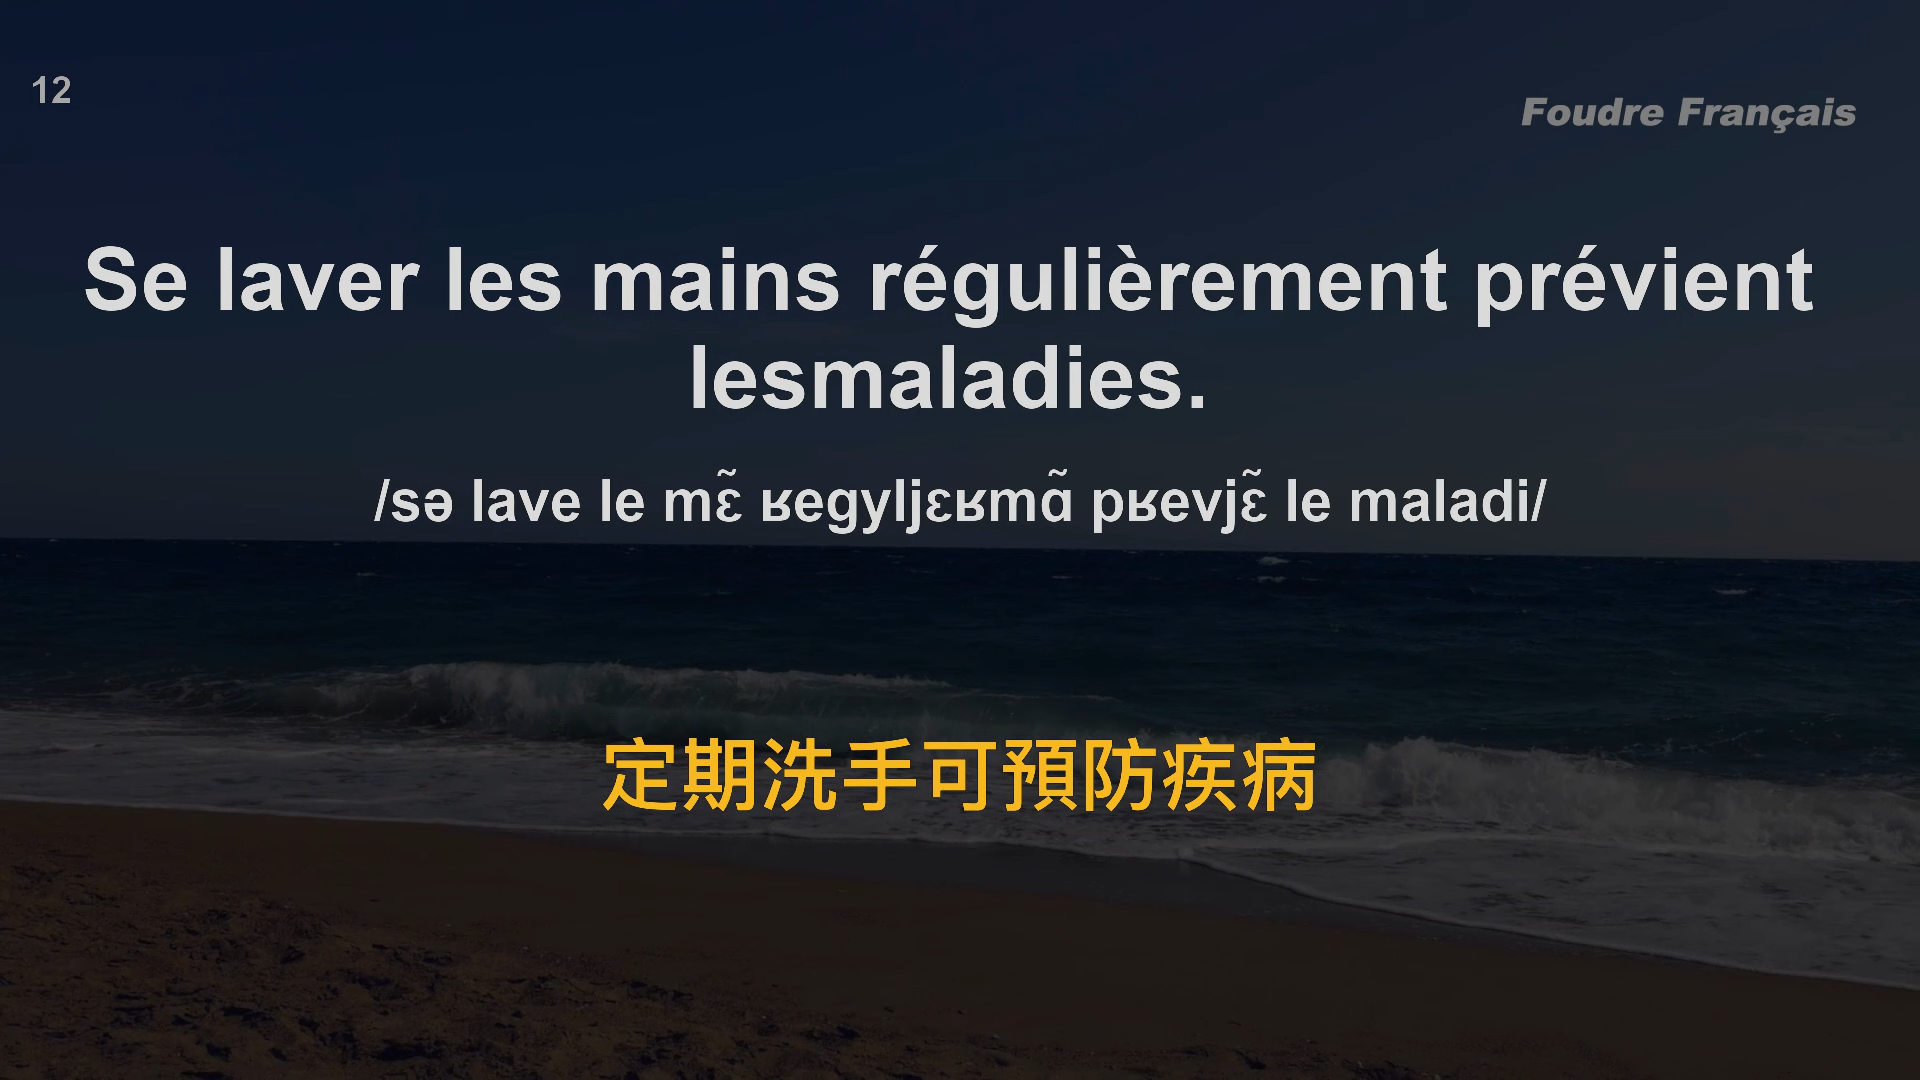 12
Foudre Français
Se laver les mains régulièrement prévient
lesmaladies.
/sə lave le mɛ̃ ʁegyljɛʁmɑ̃ pʁevjɛ̃ le maladi/
定期洗手可預防疾病